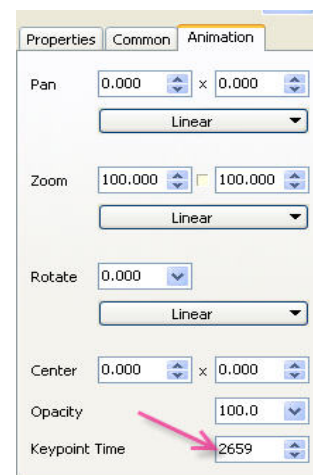 Properties Common Animation
Pan 0.000 x 0.000
Linear
Zoom 100.000 100.000
Linear
Rotate 0.000
Linear
Center 0.000 x 0.000
Opacity 100.0
Keypoint Time 2659